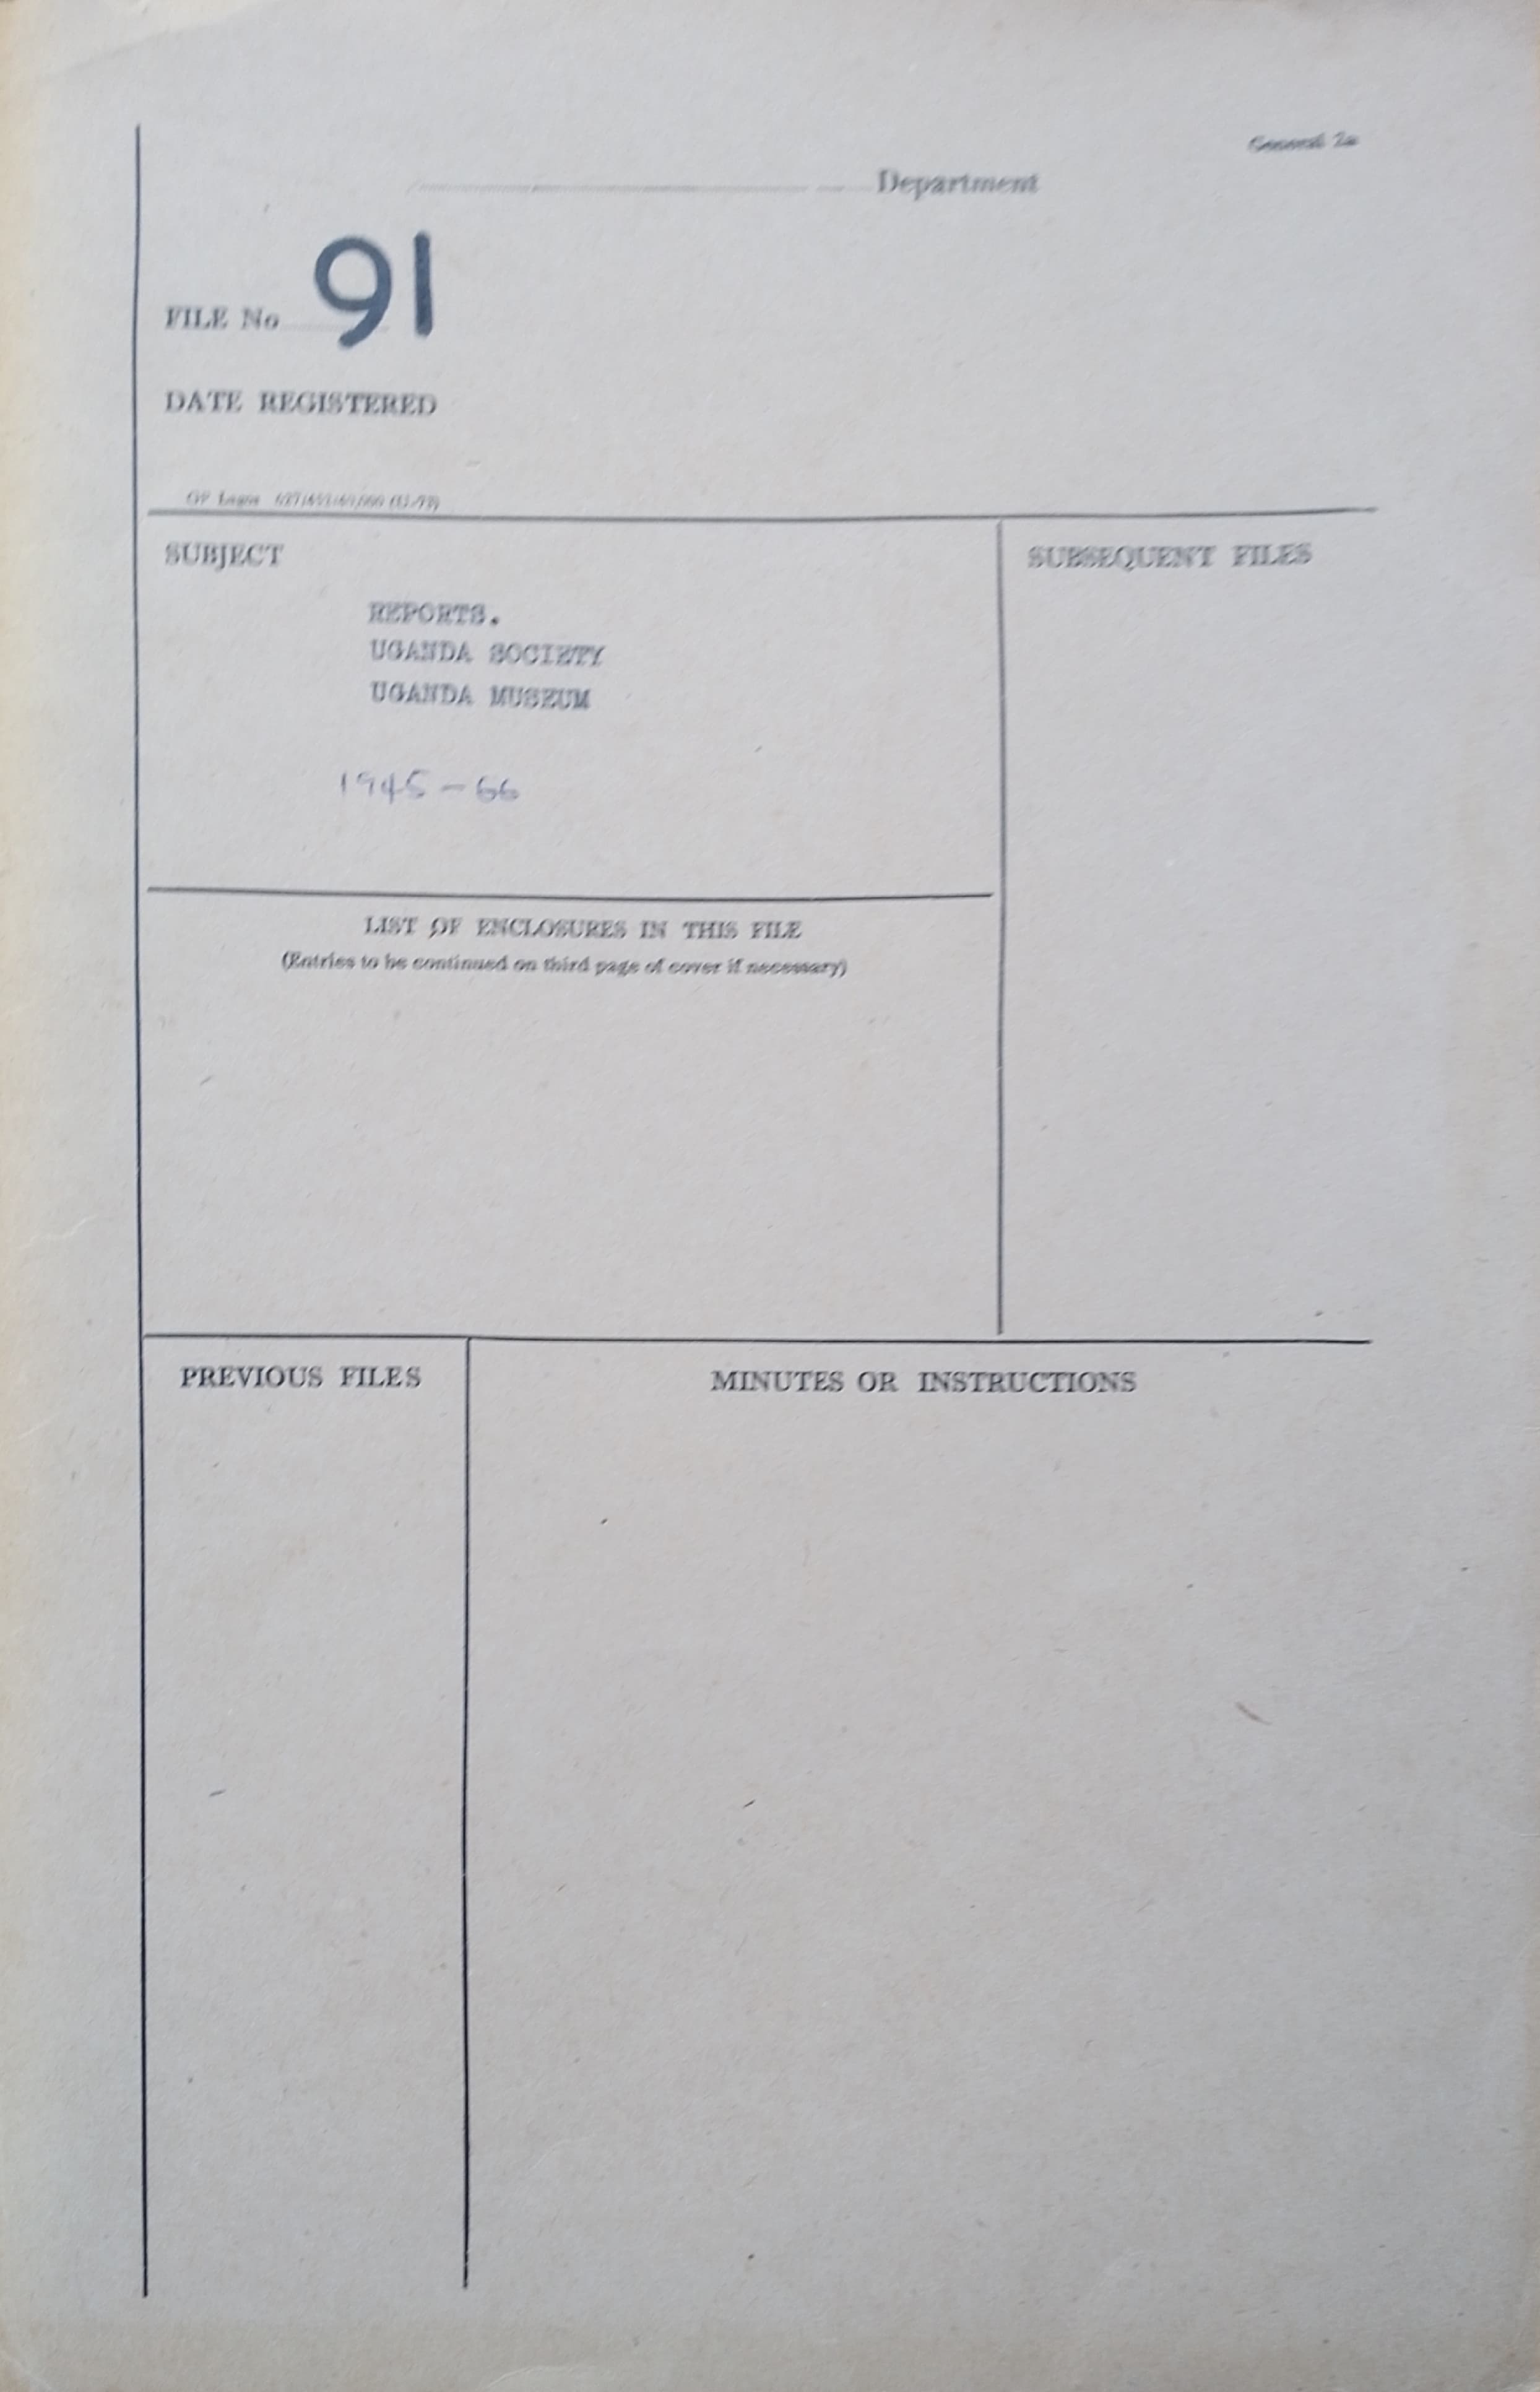 General 2a
Department
FILE No 91
DATE REGISTERED
GP Lagos
SUBJECT
SUBSEQUENT FILES
REPORTS.
UGANDA SOCIETY
UGANDA MUSEUM
1945-66
LIST OF ENCLOSURES IN THIS FILE
(Entries to be continued on third page of cover if necessary)
PREVIOUS FILES
MINUTES OR INSTRUCTIONS